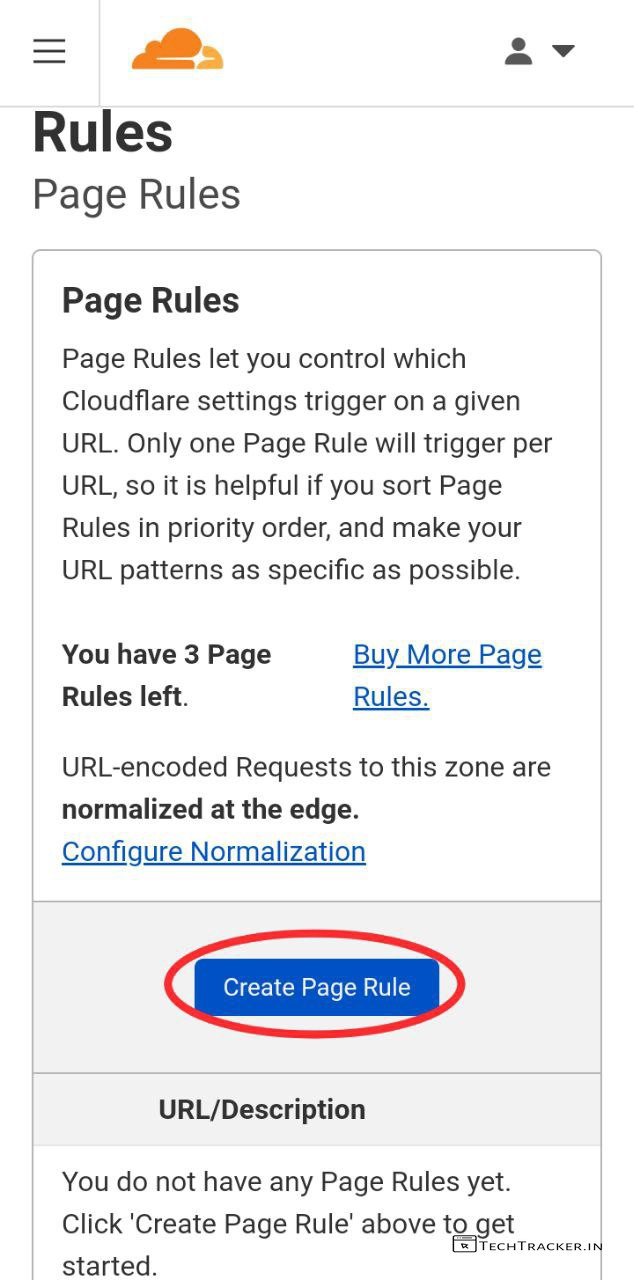 Rules
Page Rules
Page Rules
Page Rules let you control which
Cloudflare settings trigger on a given
URL. Only one Page Rule will trigger per
URL, so it is helpful if you sort Page
Rules in priority order, and make your
URL patterns as specific as possible.
You have 3 Page
Rules left.
Buy More Page
Rules.
URL-encoded Requests to this zone are
normalized at the edge.
Configure Normalization
Create Page Rule
URL/Description
You do not have any Page Rules yet.
Click 'Create Page Rule' above to get
started.
TECHTRACKER.IN